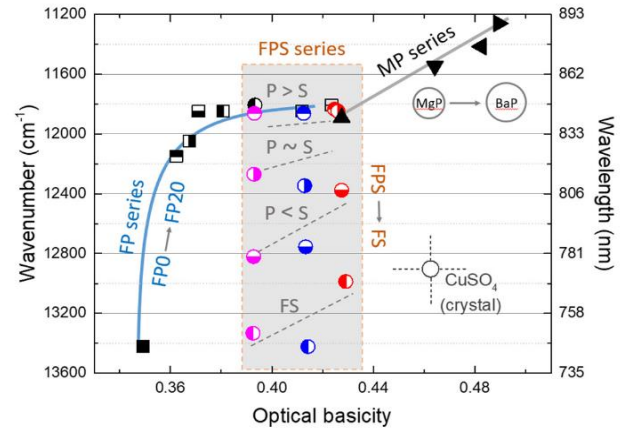 11200
11600
12000
12400
12800
13200
13600
Wavenumber (cm⁻¹)
893
862
833
806
781
758
735
Wavelength (nm)
0.36
0.40
0.44
0.48
Optical basicity
FPS series
MP series
MgP
BaP
P > S
P ~ S
P < S
FS
FP series
FP0
FP20
FPS
FS
CuSO₄
(crystal)